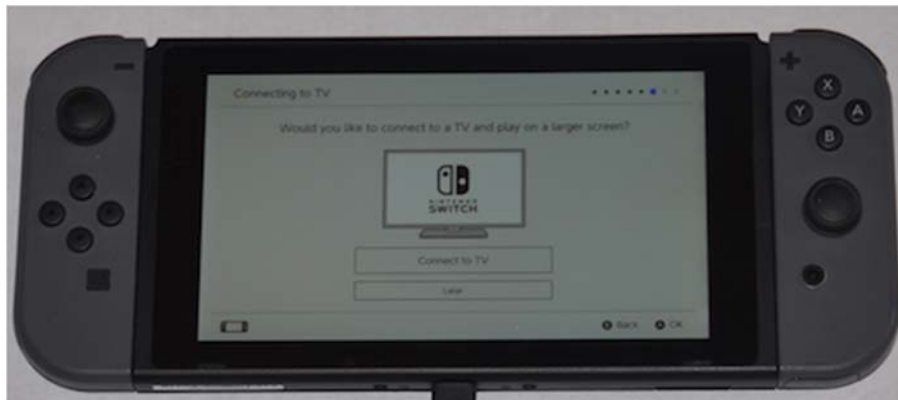 Connecting to TV
Would you like to connect to a TV and play on a larger screen?
NINTENDO
SWITCH
Connect to TV
Later
B Back A OK
X
Y A
B